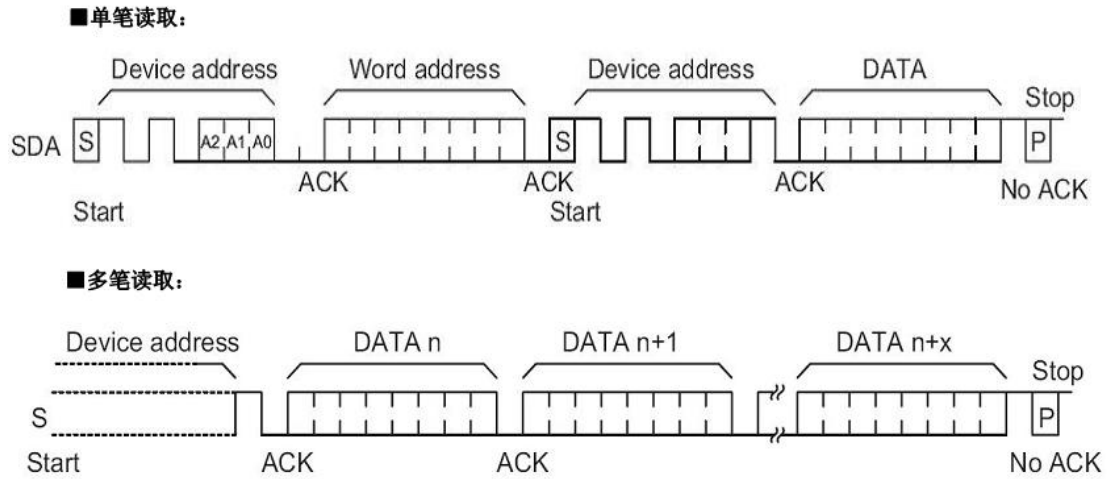 ■单笔读取：
Device address Word address Device address DATA
Stop
SDA S A2 A1 A0 S P
ACK ACK ACK No ACK
Start Start
■多笔读取：
Device address DATA n DATA n+1 DATA n+x
Stop
S P
Start ACK ACK No ACK